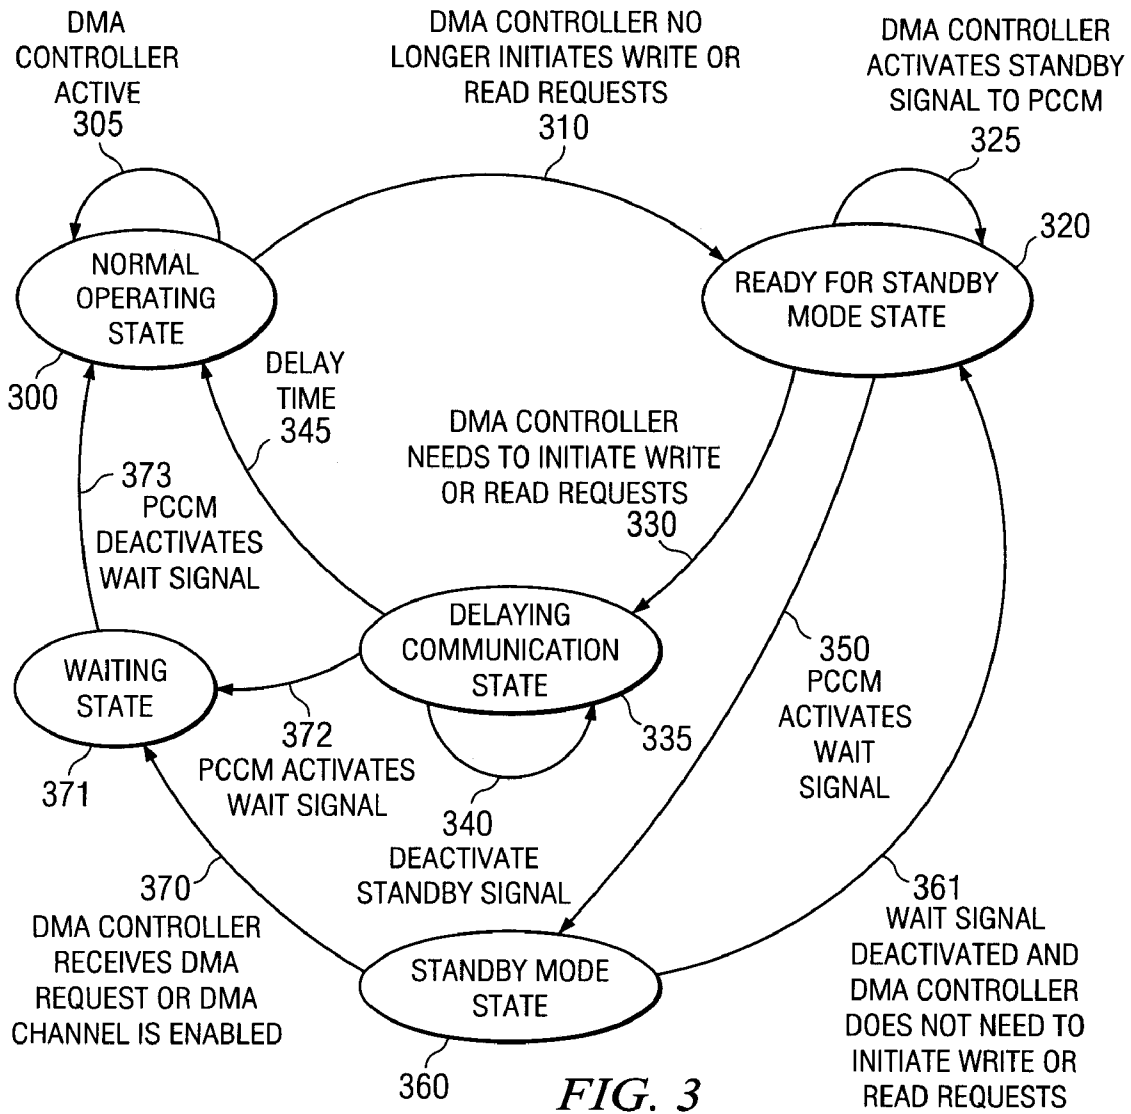 DMA
CONTROLLER
ACTIVE
305
DMA CONTROLLER NO
LONGER INITIATES WRITE OR
READ REQUESTS
310
DMA CONTROLLER
ACTIVATES STANDBY
SIGNAL TO PCCM
325
320
NORMAL
OPERATING
STATE
300
READY FOR STANDBY
MODE STATE
DELAY
TIME
345
DMA CONTROLLER
NEEDS TO INITIATE WRITE
OR READ REQUESTS
330
373
PCCM
DEACTIVATES
WAIT SIGNAL
DELAYING
COMMUNICATION
STATE
335
WAITING
STATE
371
372
PCCM ACTIVATES
WAIT SIGNAL
350
PCCM
ACTIVATES
WAIT
SIGNAL
340
DEACTIVATE
STANDBY SIGNAL
370
DMA CONTROLLER
RECEIVES DMA
REQUEST OR DMA
CHANNEL IS ENABLED
361
WAIT SIGNAL
DEACTIVATED AND
DMA CONTROLLER
DOES NOT NEED TO
INITIATE WRITE OR
READ REQUESTS
STANDBY MODE
STATE
360
FIG. 3